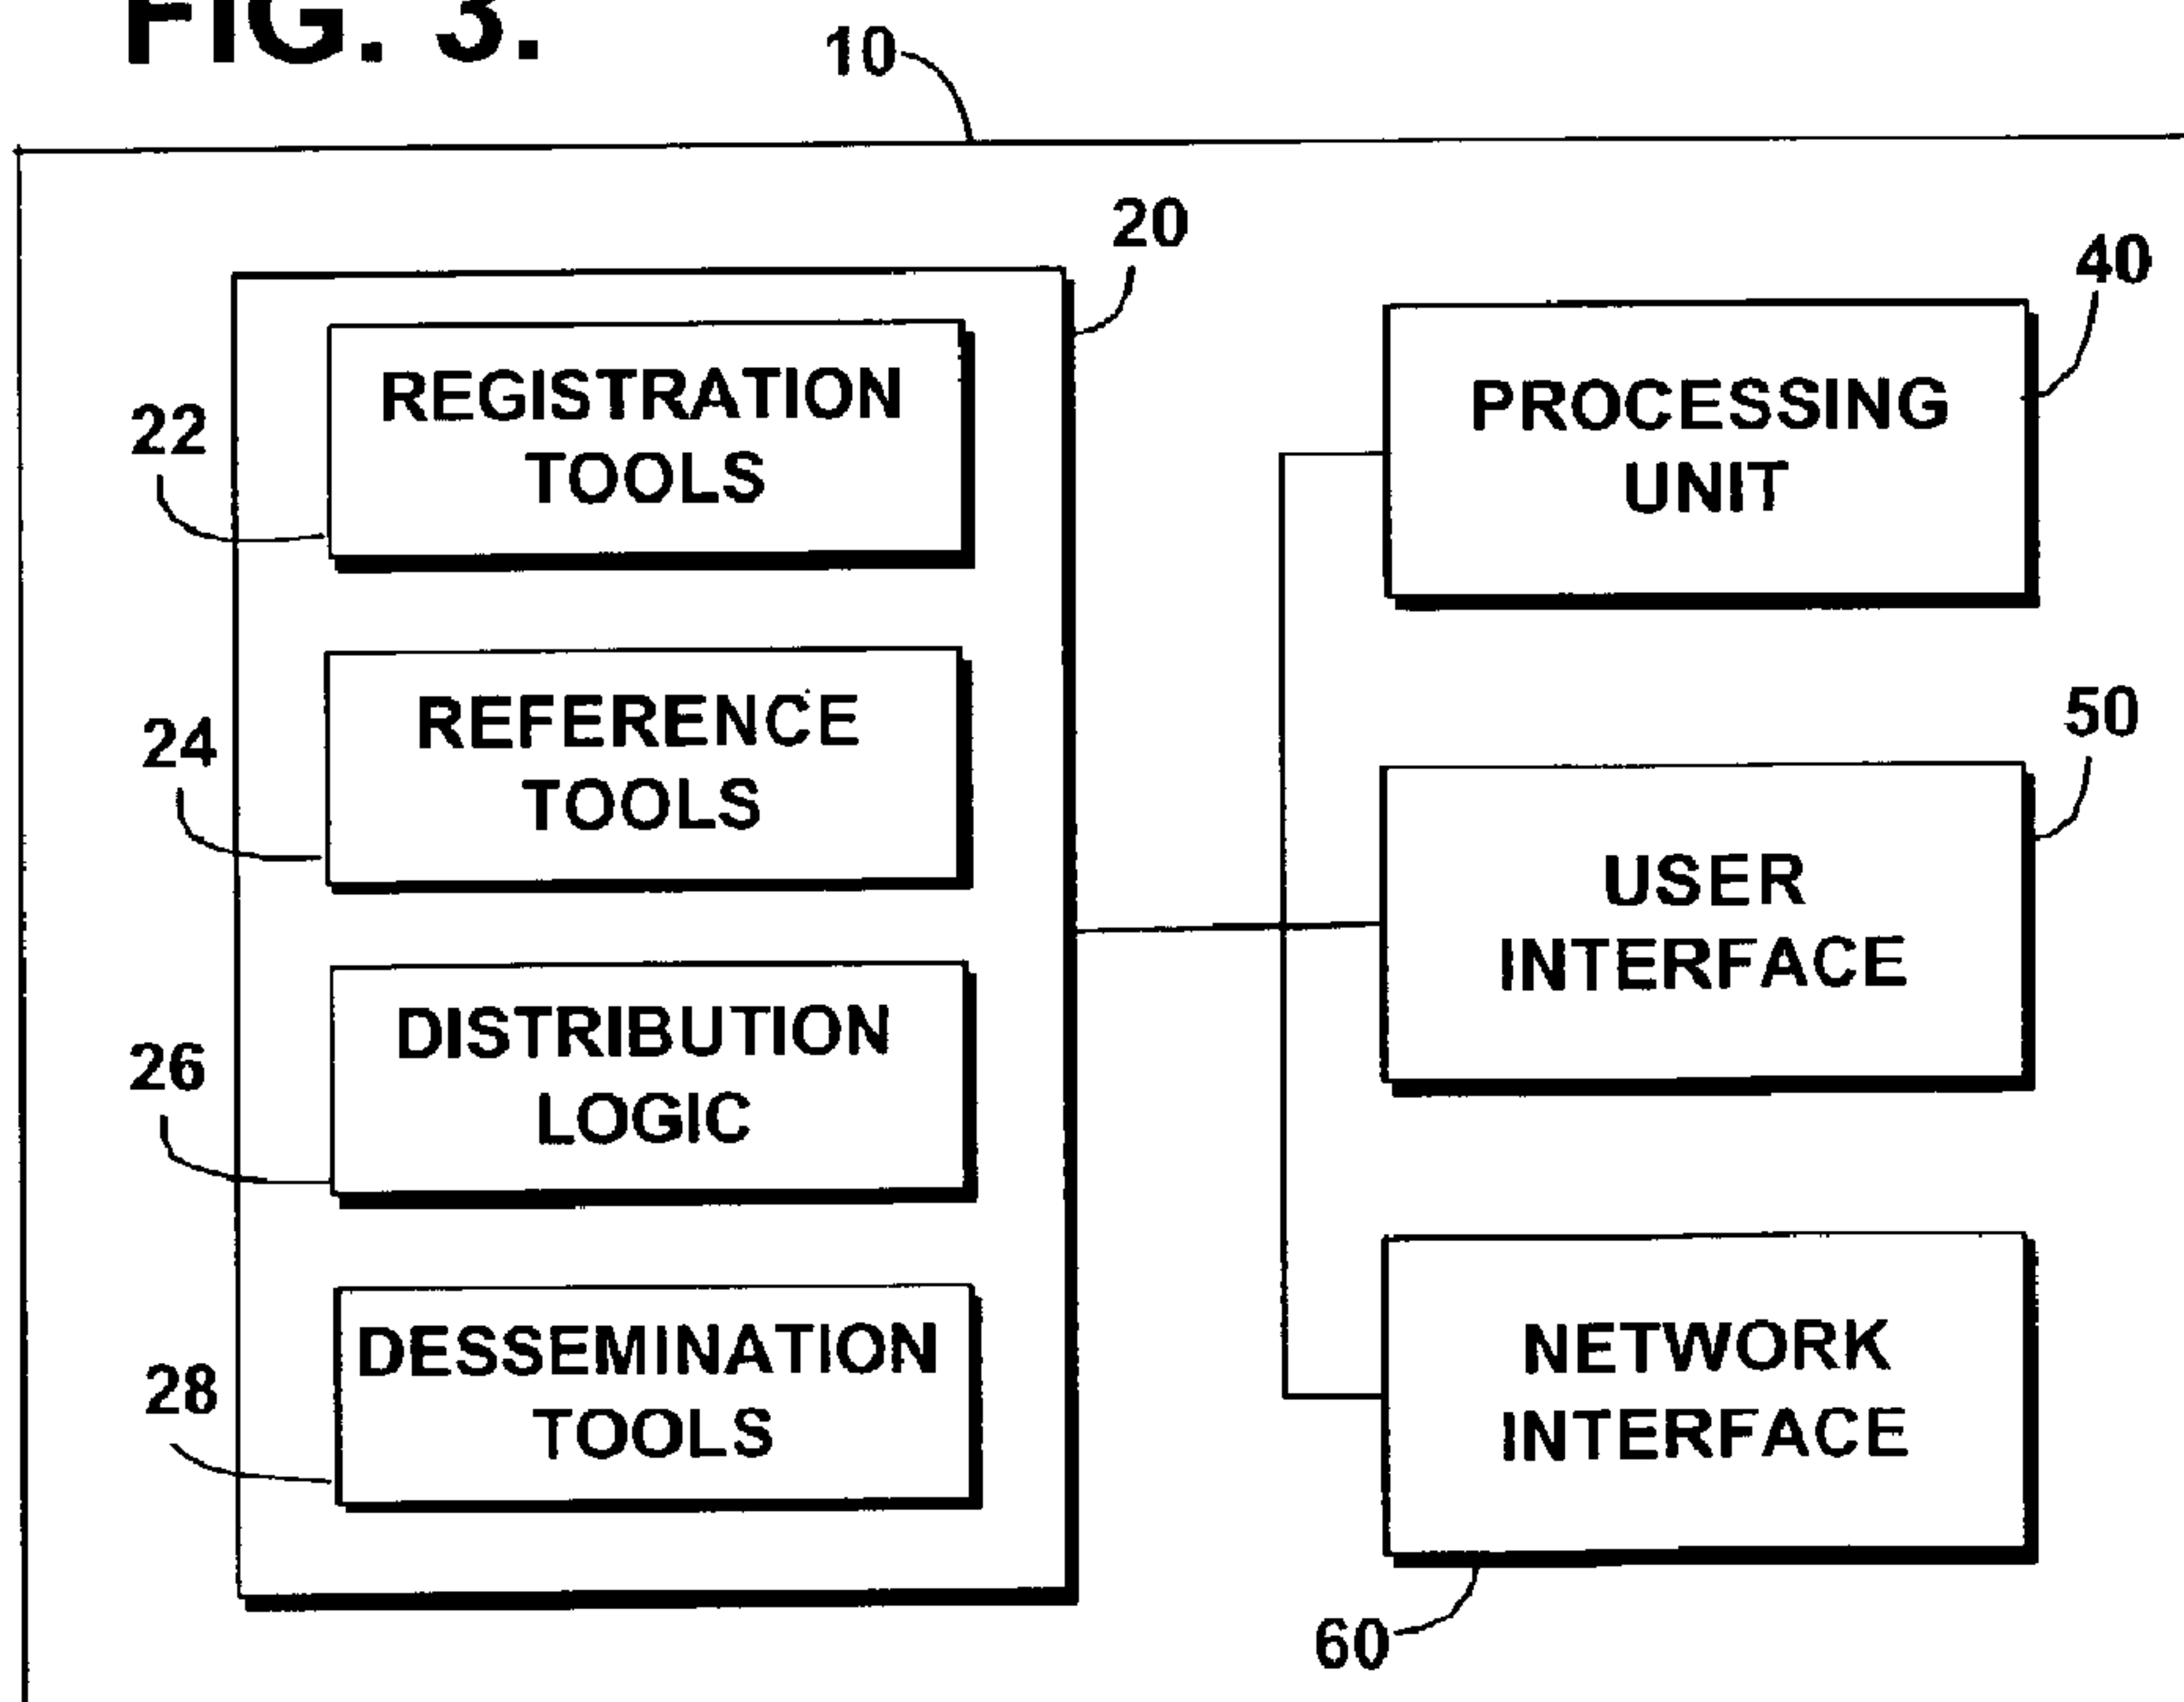 FIG. 3.
10
20
22
REGISTRATION
TOOLS
24
REFERENCE
TOOLS
26
DISTRIBUTION
LOGIC
28
DESSEMINATION
TOOLS
40
PROCESSING
UNIT
50
USER
INTERFACE
NETWORK
INTERFACE
60